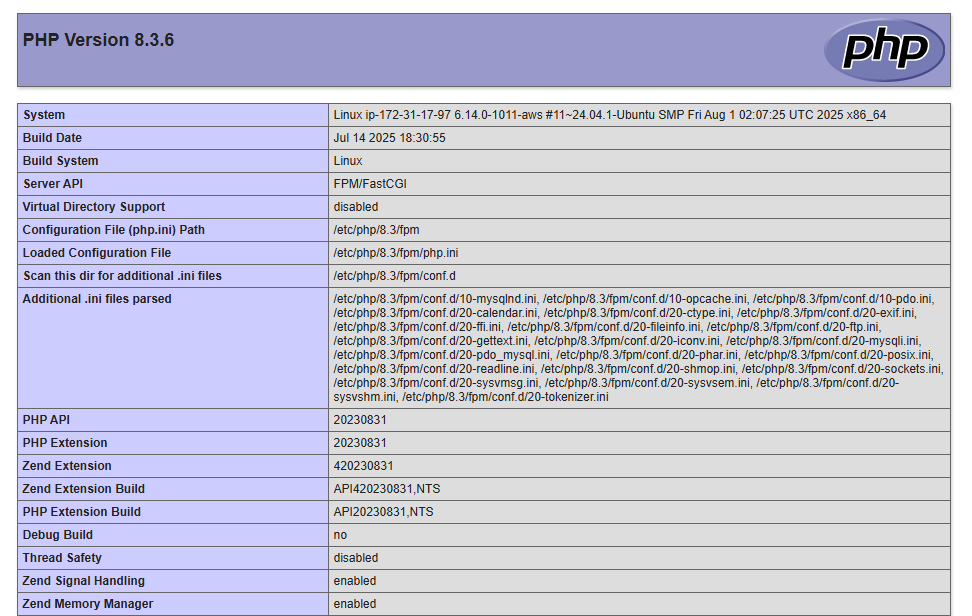 PHP Version 8.3.6
php
System Linux ip-172-31-17-97 6.14.0-1011-aws #11~24.04.1-Ubuntu SMP Fri Aug 1 02:07:25 UTC 2025 x86_64
Build Date Jul 14 2025 18:30:55
Build System Linux
Server API FPM/FastCGI
Virtual Directory Support disabled
Configuration File (php.ini) Path /etc/php/8.3/fpm
Loaded Configuration File /etc/php/8.3/fpm/php.ini
Scan this dir for additional .ini files /etc/php/8.3/fpm/conf.d
Additional .ini files parsed /etc/php/8.3/fpm/conf.d/10-mysqlnd.ini, /etc/php/8.3/fpm/conf.d/10-opcache.ini, /etc/php/8.3/fpm/conf.d/10-pdo.ini,
/etc/php/8.3/fpm/conf.d/20-calendar.ini, /etc/php/8.3/fpm/conf.d/20-ctype.ini, /etc/php/8.3/fpm/conf.d/20-exif.ini,
/etc/php/8.3/fpm/conf.d/20-ffi.ini, /etc/php/8.3/fpm/conf.d/20-fileinfo.ini, /etc/php/8.3/fpm/conf.d/20-ftp.ini,
/etc/php/8.3/fpm/conf.d/20-gettext.ini, /etc/php/8.3/fpm/conf.d/20-iconv.ini, /etc/php/8.3/fpm/conf.d/20-mysqli.ini,
/etc/php/8.3/fpm/conf.d/20-pdo_mysql.ini, /etc/php/8.3/fpm/conf.d/20-phar.ini, /etc/php/8.3/fpm/conf.d/20-posix.ini,
/etc/php/8.3/fpm/conf.d/20-readline.ini, /etc/php/8.3/fpm/conf.d/20-shmop.ini, /etc/php/8.3/fpm/conf.d/20-sockets.ini,
/etc/php/8.3/fpm/conf.d/20-sysvmsg.ini, /etc/php/8.3/fpm/conf.d/20-sysvsem.ini, /etc/php/8.3/fpm/conf.d/20-
sysvshm.ini, /etc/php/8.3/fpm/conf.d/20-tokenizer.ini
PHP API 20230831
PHP Extension 20230831
Zend Extension 420230831
Zend Extension Build API420230831,NTS
PHP Extension Build API20230831,NTS
Debug Build no
Thread Safety disabled
Zend Signal Handling enabled
Zend Memory Manager enabled